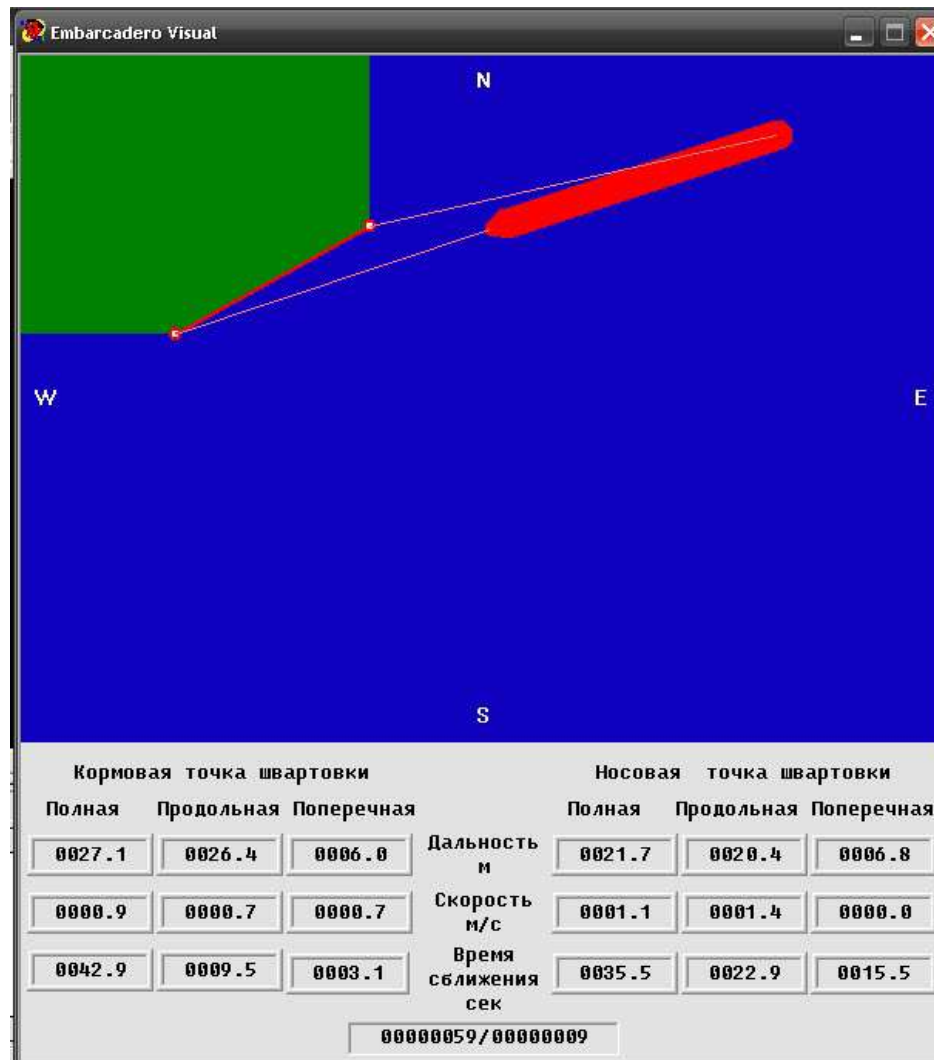 Embarcadero Visual
N
W
E
S
Кормовая точка швартовки
Носовая точка швартовки
Полная Продольная Поперечная
Полная Продольная Поперечная
0027.1 0026.4 0006.0 Дальность м 0021.7 0020.4 0006.8
0000.9 0000.7 0000.7 Скорость м/с 0001.1 0001.4 0000.0
0042.9 0009.5 0003.1 Время сближения сек 0035.5 0022.9 0015.5
00000059/00000009